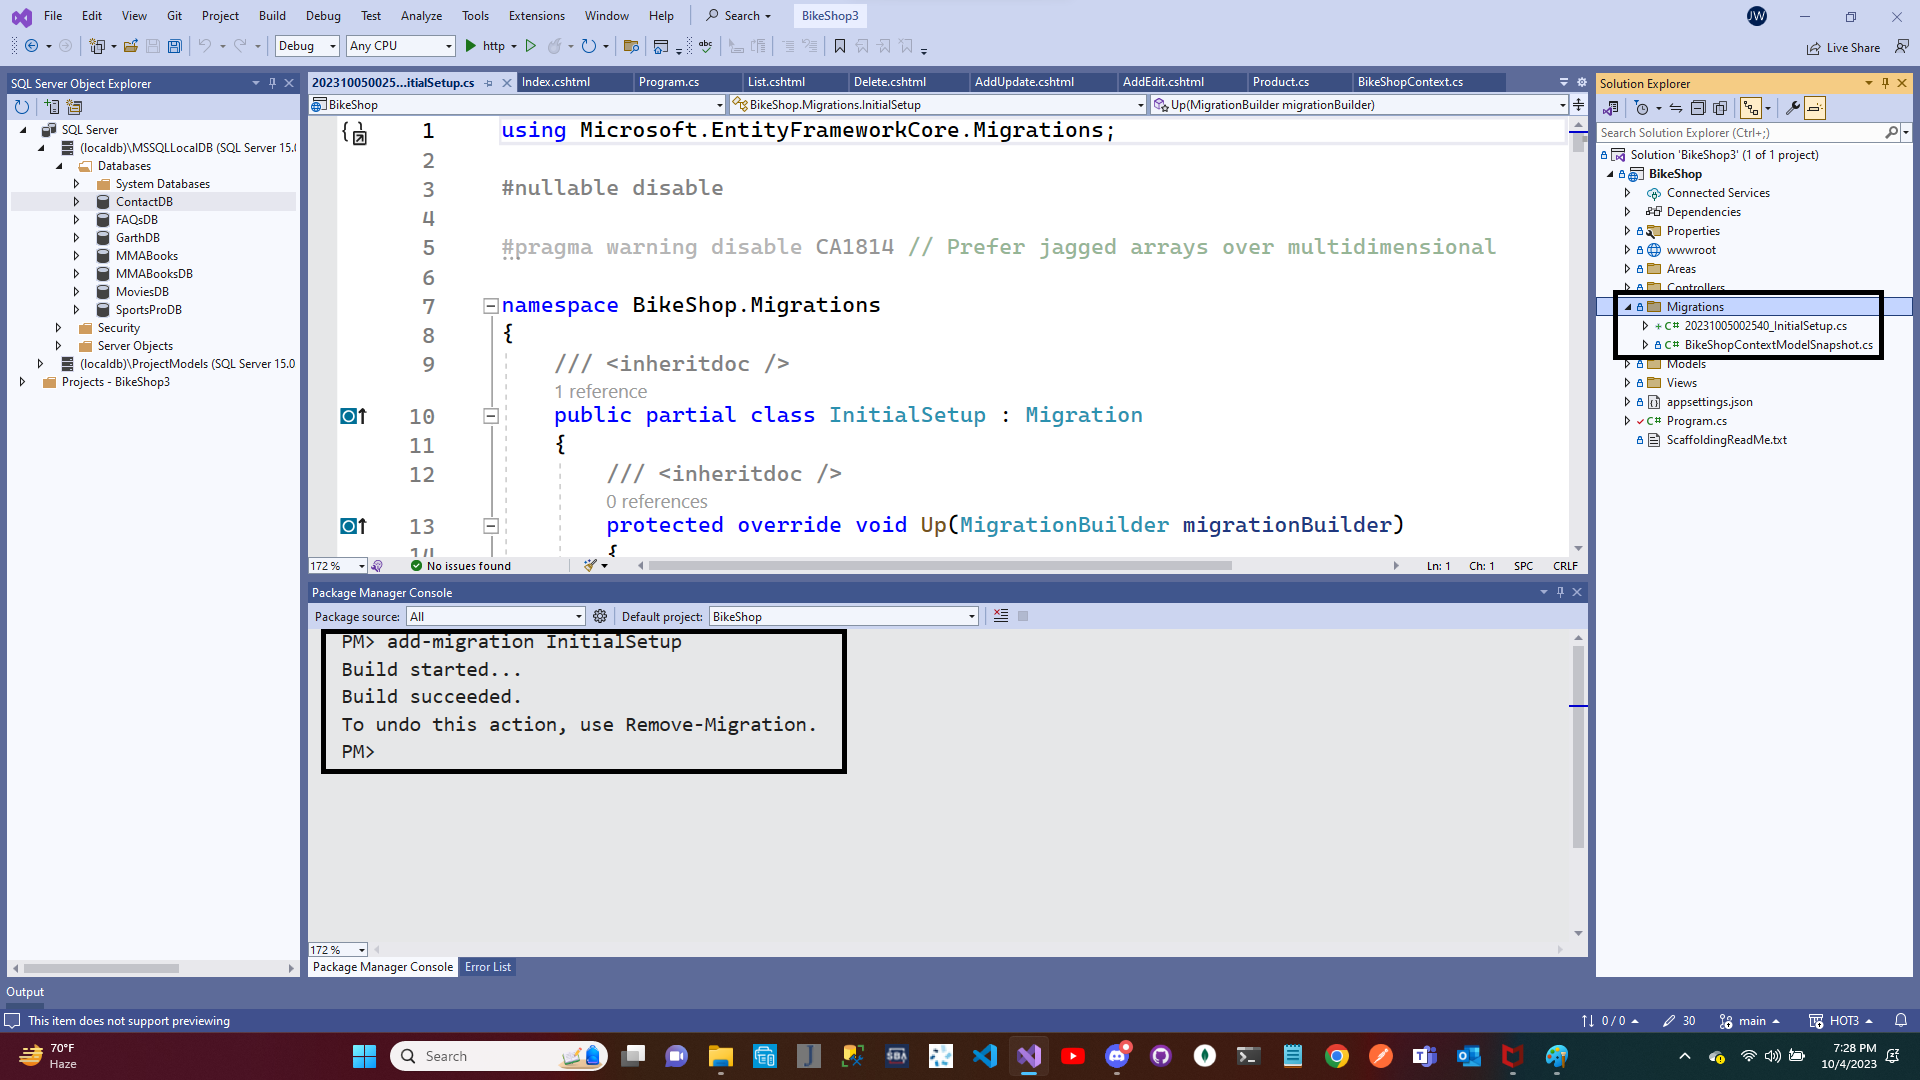 File Edit View Git Project Build Debug Test Analyze Tools Extensions Window Help Search BikeShop3 JW
Debug Any CPU http Live Share
SQL Server Object Explorer
SQL Server
(localdb)\MSSQLLocalDB (SQL Server 15.0
Databases
System Databases
ContactDB
FAQsDB
GarthDB
MMABooks
MMABooksDB
MoviesDB
SportsProDB
Security
Server Objects
(localdb)\ProjectModels (SQL Server 15.0
Projects - BikeShop3
202310050025...itialSetup.cs Index.cshtml Program.cs List.cshtml Delete.cshtml AddUpdate.cshtml AddEdit.cshtml Product.cs BikeShopContext.cs
BikeShop BikeShop.Migrations.InitialSetup Up(MigrationBuilder migrationBuilder)
1 using Microsoft.EntityFrameworkCore.Migrations;
2
3 #nullable disable
4
5 #pragma warning disable CA1814 // Prefer jagged arrays over multidimensional
6
7 namespace BikeShop.Migrations
8 {
9 /// <inheritdoc />
1 reference
10 public partial class InitialSetup : Migration
11 {
12 /// <inheritdoc />
0 references
13 protected override void Up(MigrationBuilder migrationBuilder)
14 {
172 % No issues found Ln: 1 Ch: 1 SPC CRLF
Package Manager Console
Package source: All Default project: BikeShop
PM> add-migration InitialSetup
Build started...
Build succeeded.
To undo this action, use Remove-Migration.
PM>
172 %
Package Manager Console Error List
Solution Explorer
Search Solution Explorer (Ctrl+;)
Solution 'BikeShop3' (1 of 1 project)
BikeShop
Connected Services
Dependencies
Properties
wwwroot
Areas
Controllers
Migrations
20231005002540_InitialSetup.cs
BikeShopContextModelSnapshot.cs
Models
Views
appsettings.json
Program.cs
ScaffoldingReadMe.txt
Output
This item does not support previewing 0 / 0 30 main HOT3
70°F
Haze
Search
SBA
7:28 PM
10/4/2023